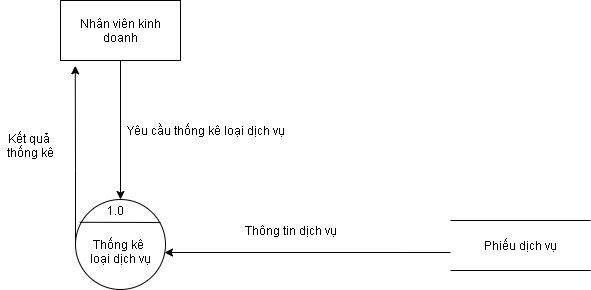 Nhân viên kinh
doanh
Yêu cầu thống kê loại dịch vụ
Kết quả
thống kê
1.0
Thống kê
loại dịch vụ
Thông tin dịch vụ
Phiếu dịch vụ